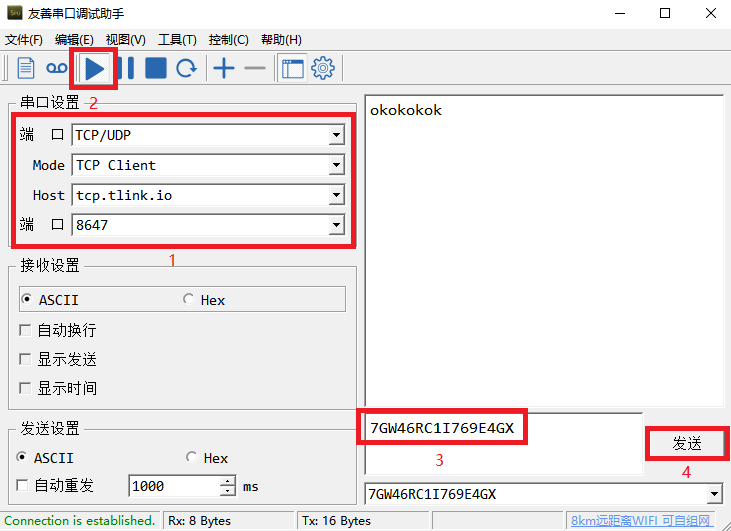 友善串口调试助手
文件(F) 编辑(E) 视图(V) 工具(T) 控制(C) 帮助(H)
2
串口设置
端 口 TCP/UDP
Mode TCP Client
Host tcp.tlink.io
端 口 8647
1
接收设置
ASCII Hex
自动换行
显示发送
显示时间
发送设置
ASCII Hex
自动重发 1000 ms
okokokok
7GW46RC1I769E4GX
3
发送
4
7GW46RC1I769E4GX
Connection is established. Rx: 8 Bytes Tx: 16 Bytes 8km远距离WIFI 可自组网